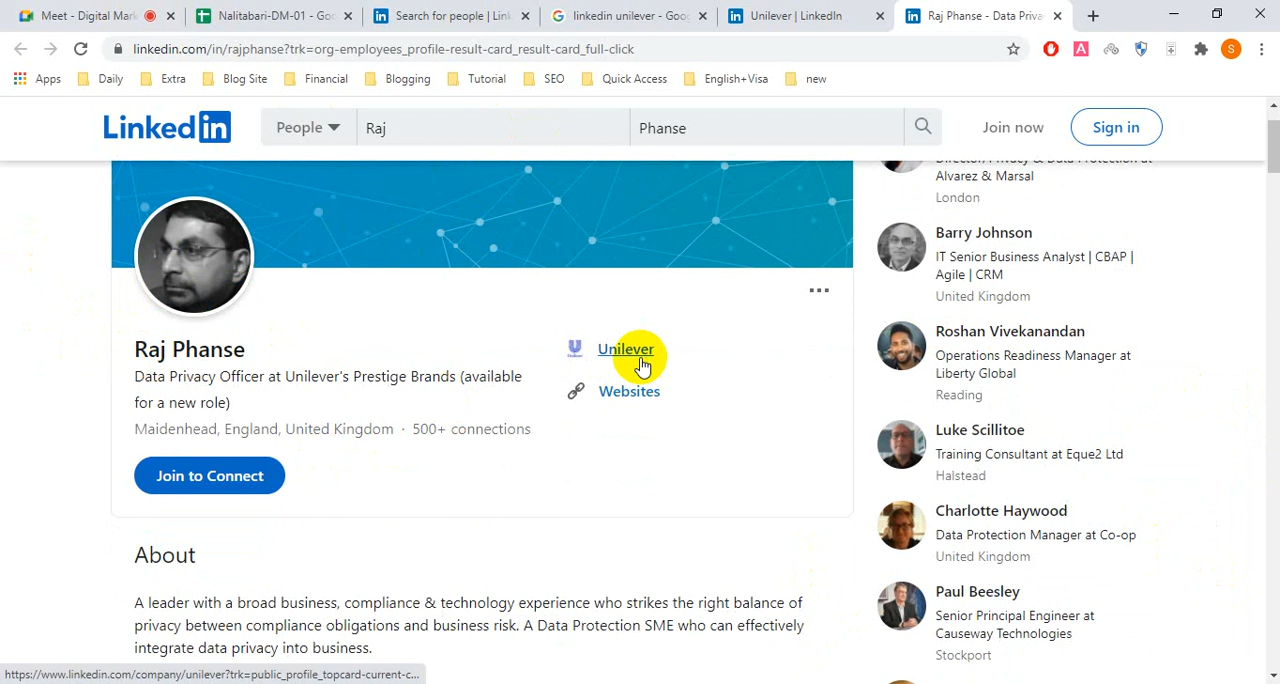 Meet - Digital Mark
Nalitabari-DM-01 - Goo
Search for people | Link
linkedin unilever - Goog
Unilever | LinkedIn
Raj Phanse - Data Priva
linkedin.com/in/rajphanse?trk=org-employees_profile-result-card_result-card_full-click
Apps
Daily
Extra
Blog Site
Financial
Blogging
Tutorial
SEO
Quick Access
English+Visa
new
LinkedIn
People
Raj
Phanse
Join now
Sign in
Raj Phanse
Data Privacy Officer at Unilever's Prestige Brands (available
for a new role)
Maidenhead, England, United Kingdom · 500+ connections
Join to Connect
Unilever
Websites
About
A leader with a broad business, compliance & technology experience who strikes the right balance of
privacy between compliance obligations and business risk. A Data Protection SME who can effectively
integrate data privacy into business.
Director, Privacy & Data Protection at
Alvarez & Marsal
London
Barry Johnson
IT Senior Business Analyst | CBAP |
Agile | CRM
United Kingdom
Roshan Vivekanandan
Operations Readiness Manager at
Liberty Global
Reading
Luke Scillitoe
Training Consultant at Eque2 Ltd
Halstead
Charlotte Haywood
Data Protection Manager at Co-op
United Kingdom
Paul Beesley
Senior Principal Engineer at
Causeway Technologies
Stockport
https://www.linkedin.com/company/unilever?trk=public_profile_topcard-current-c...